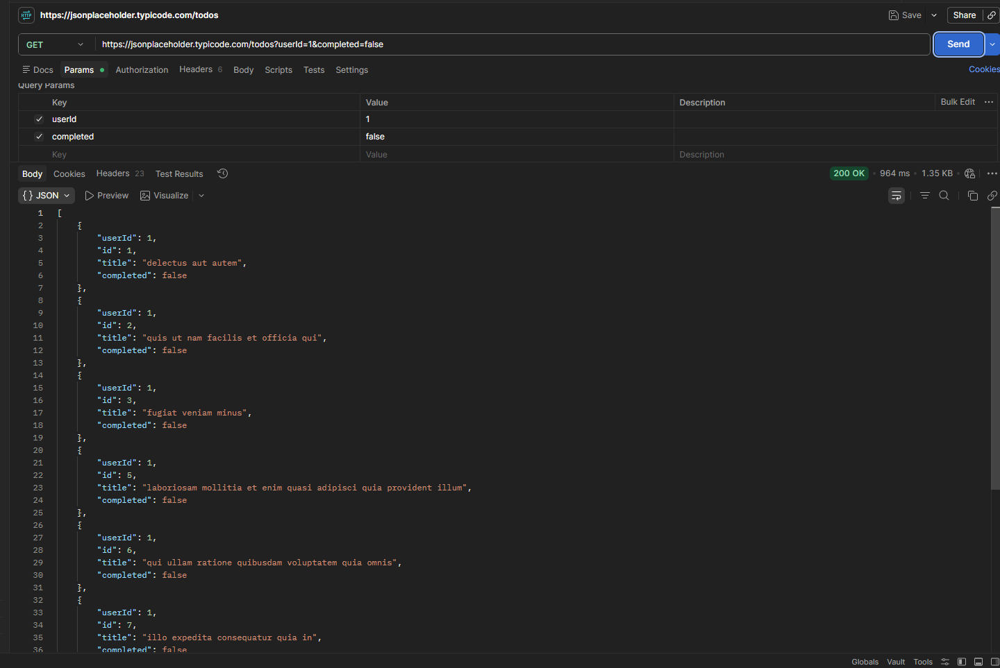 HTTP https://jsonplaceholder.typicode.com/todos Save Share
GET https://jsonplaceholder.typicode.com/todos?userId=1&completed=false Send
Docs Params Authorization Headers 6 Body Scripts Tests Settings Cookies
Query Params
Key Value Description Bulk Edit
userId 1
completed false
Key Value Description
Body Cookies Headers 23 Test Results 200 OK 964 ms 1.35 KB
{} JSON Preview Visualize
1 [
2 {
3 "userId": 1,
4 "id": 1,
5 "title": "delectus aut autem",
6 "completed": false
7 },
8 {
9 "userId": 1,
10 "id": 2,
11 "title": "quis ut nam facilis et officia qui",
12 "completed": false
13 },
14 {
15 "userId": 1,
16 "id": 3,
17 "title": "fugiat veniam minus",
18 "completed": false
19 },
20 {
21 "userId": 1,
22 "id": 5,
23 "title": "laboriosam mollitia et enim quasi adipisci quia provident illum",
24 "completed": false
25 },
26 {
27 "userId": 1,
28 "id": 6,
29 "title": "qui ullam ratione quibusdam voluptatem quia omnis",
30 "completed": false
31 },
32 {
33 "userId": 1,
34 "id": 7,
35 "title": "illo expedita consequatur quia in",
36 "completed": false
Globals Vault Tools